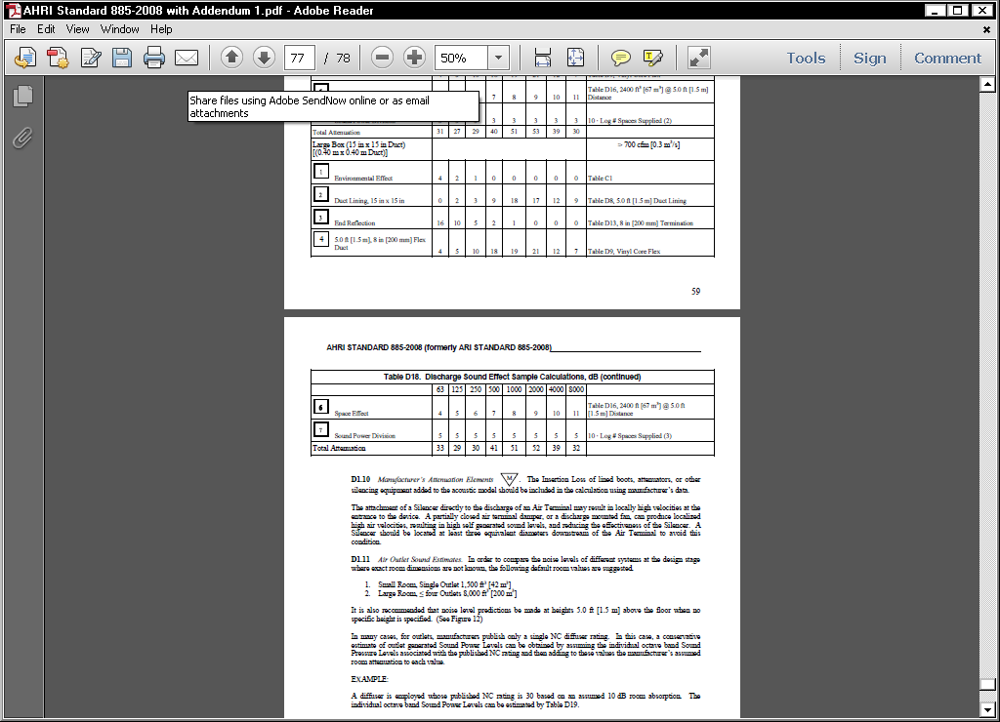 AHRI Standard 885-2008 with Addendum 1.pdf - Adobe Reader
File Edit View Window Help
77 / 78 50% Tools Sign Comment
Share files using Adobe SendNow online or as email
attachments
Table D16, 2400 ft³ [67 m³] @ 5.0 ft [1.5 m]
7 8 9 10 11 Distance
3 3 3 3 3 10 · Log # Spaces Supplied (2)
Total Attenuation 31 27 29 40 51 53 39 30
Large Box (15 in x 15 in Duct) > 700 cfm [0.3 m³/s]
[(0.40 m x 0.40 m Duct)]
1 Environmental Effect 4 2 1 0 0 0 0 0 Table C1
2 Duct Lining, 15 in x 15 in 0 2 3 9 18 17 12 9 Table D8, 5.0 ft [1.5 m] Duct Lining
3 End Reflection 16 10 5 2 1 0 0 0 Table D13, 8 in [200 mm] Termination
4 5.0 ft [1.5 m], 8 in [200 mm] Flex
Duct 4 5 10 18 19 21 12 7 Table D9, Vinyl Core Flex
59
AHRI STANDARD 885-2008 (formerly ARI STANDARD 885-2008)
Table D18. Discharge Sound Effect Sample Calculations, dB (continued)
63 125 250 500 1000 2000 4000 8000
6 Space Effect 4 5 6 7 8 9 10 11 Table D16, 2400 ft [67 m³] @ 5.0 ft
[1.5 m] Distance
7 Sound Power Division 5 5 5 5 5 5 5 5 10 · Log # Spaces Supplied (3)
Total Attenuation 33 29 30 41 51 52 39 32
D1.10 Manufacturer's Attenuation Elements M . The Insertion Loss of lined boots, attenuators, or other
silencing equipment added to the acoustic model should be included in the calculation using manufacturer's data.
The attachment of a Silencer directly to the discharge of an Air Terminal may result in locally high velocities at the
entrance to the device. A partially closed air terminal damper, or a discharge mounted fan, can produce localized
high air velocities, resulting in high self generated sound levels, and reducing the effectiveness of the Silencer. A
Silencer should be located at least three equivalent diameters downstream of the Air Terminal to avoid this
condition.
D1.11 Air Outlet Sound Estimates. In order to compare the noise levels of different systems at the design stage
where exact room dimensions are not known, the following default room values are suggested.
1. Small Room, Single Outlet 1,500 ft³ [42 m³]
2. Large Room, ≤ four Outlets 8,000 ft³ [200 m³]
It is also recommended that noise level predictions be made at heights 5.0 ft [1.5 m] above the floor when no
specific height is specified. (See Figure 12)
In many cases, for outlets, manufacturers publish only a single NC diffuser rating. In this case, a conservative
estimate of outlet generated Sound Power Levels can be obtained by assuming the individual octave band Sound
Pressure Levels associated with the published NC rating and then adding to these values the manufacturer's assumed
room attenuation to each value.
EXAMPLE:
A diffuser is employed whose published NC rating is 30 based on an assumed 10 dB room absorption. The
individual octave band Sound Power Levels can be estimated by Table D19.